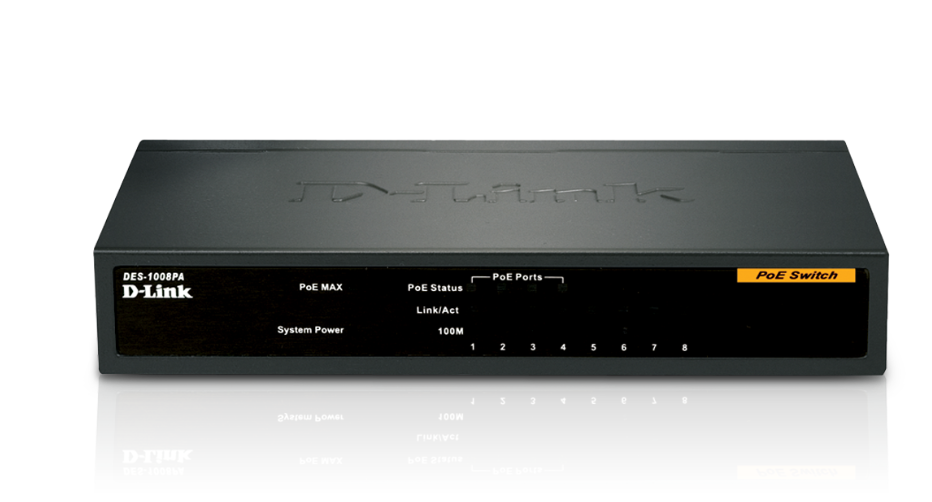 D-Link
DES-1008PA
D-Link
PoE MAX
System Power
PoE Ports
PoE Status
Link/Act
100M
1 2 3 4 5 6 7 8
PoE Switch